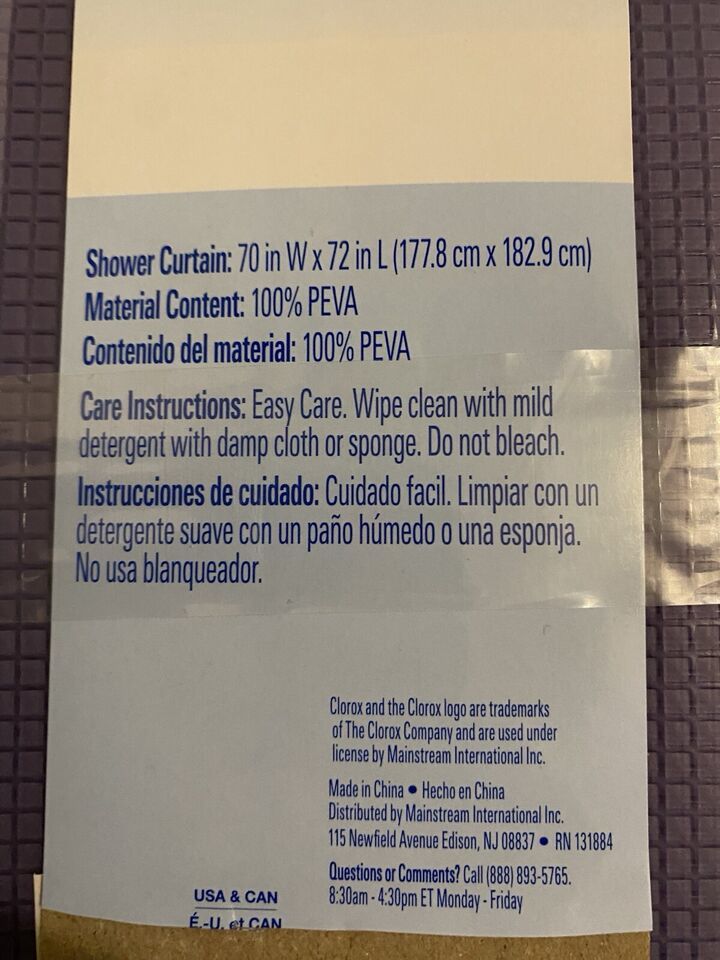 Shower Curtain: 70 in W x 72 in L (177.8 cm x 182.9 cm)
Material Content: 100% PEVA
Contenido del material: 100% PEVA
Care Instructions: Easy Care. Wipe clean with mild
detergent with damp cloth or sponge. Do not bleach.
Instrucciones de cuidado: Cuidado facil. Limpiar con un
detergente suave con un paño húmedo o una esponja.
No usa blanqueador.
Clorox and the Clorox logo are trademarks
of The Clorox Company and are used under
license by Mainstream International Inc.
Made in China • Hecho en China
Distributed by Mainstream International Inc.
115 Newfield Avenue Edison, NJ 08837 • RN 131884
Questions or Comments? Call (888) 893-5765.
8:30am - 4:30pm ET Monday - Friday
USA & CAN
É.-U. et CAN